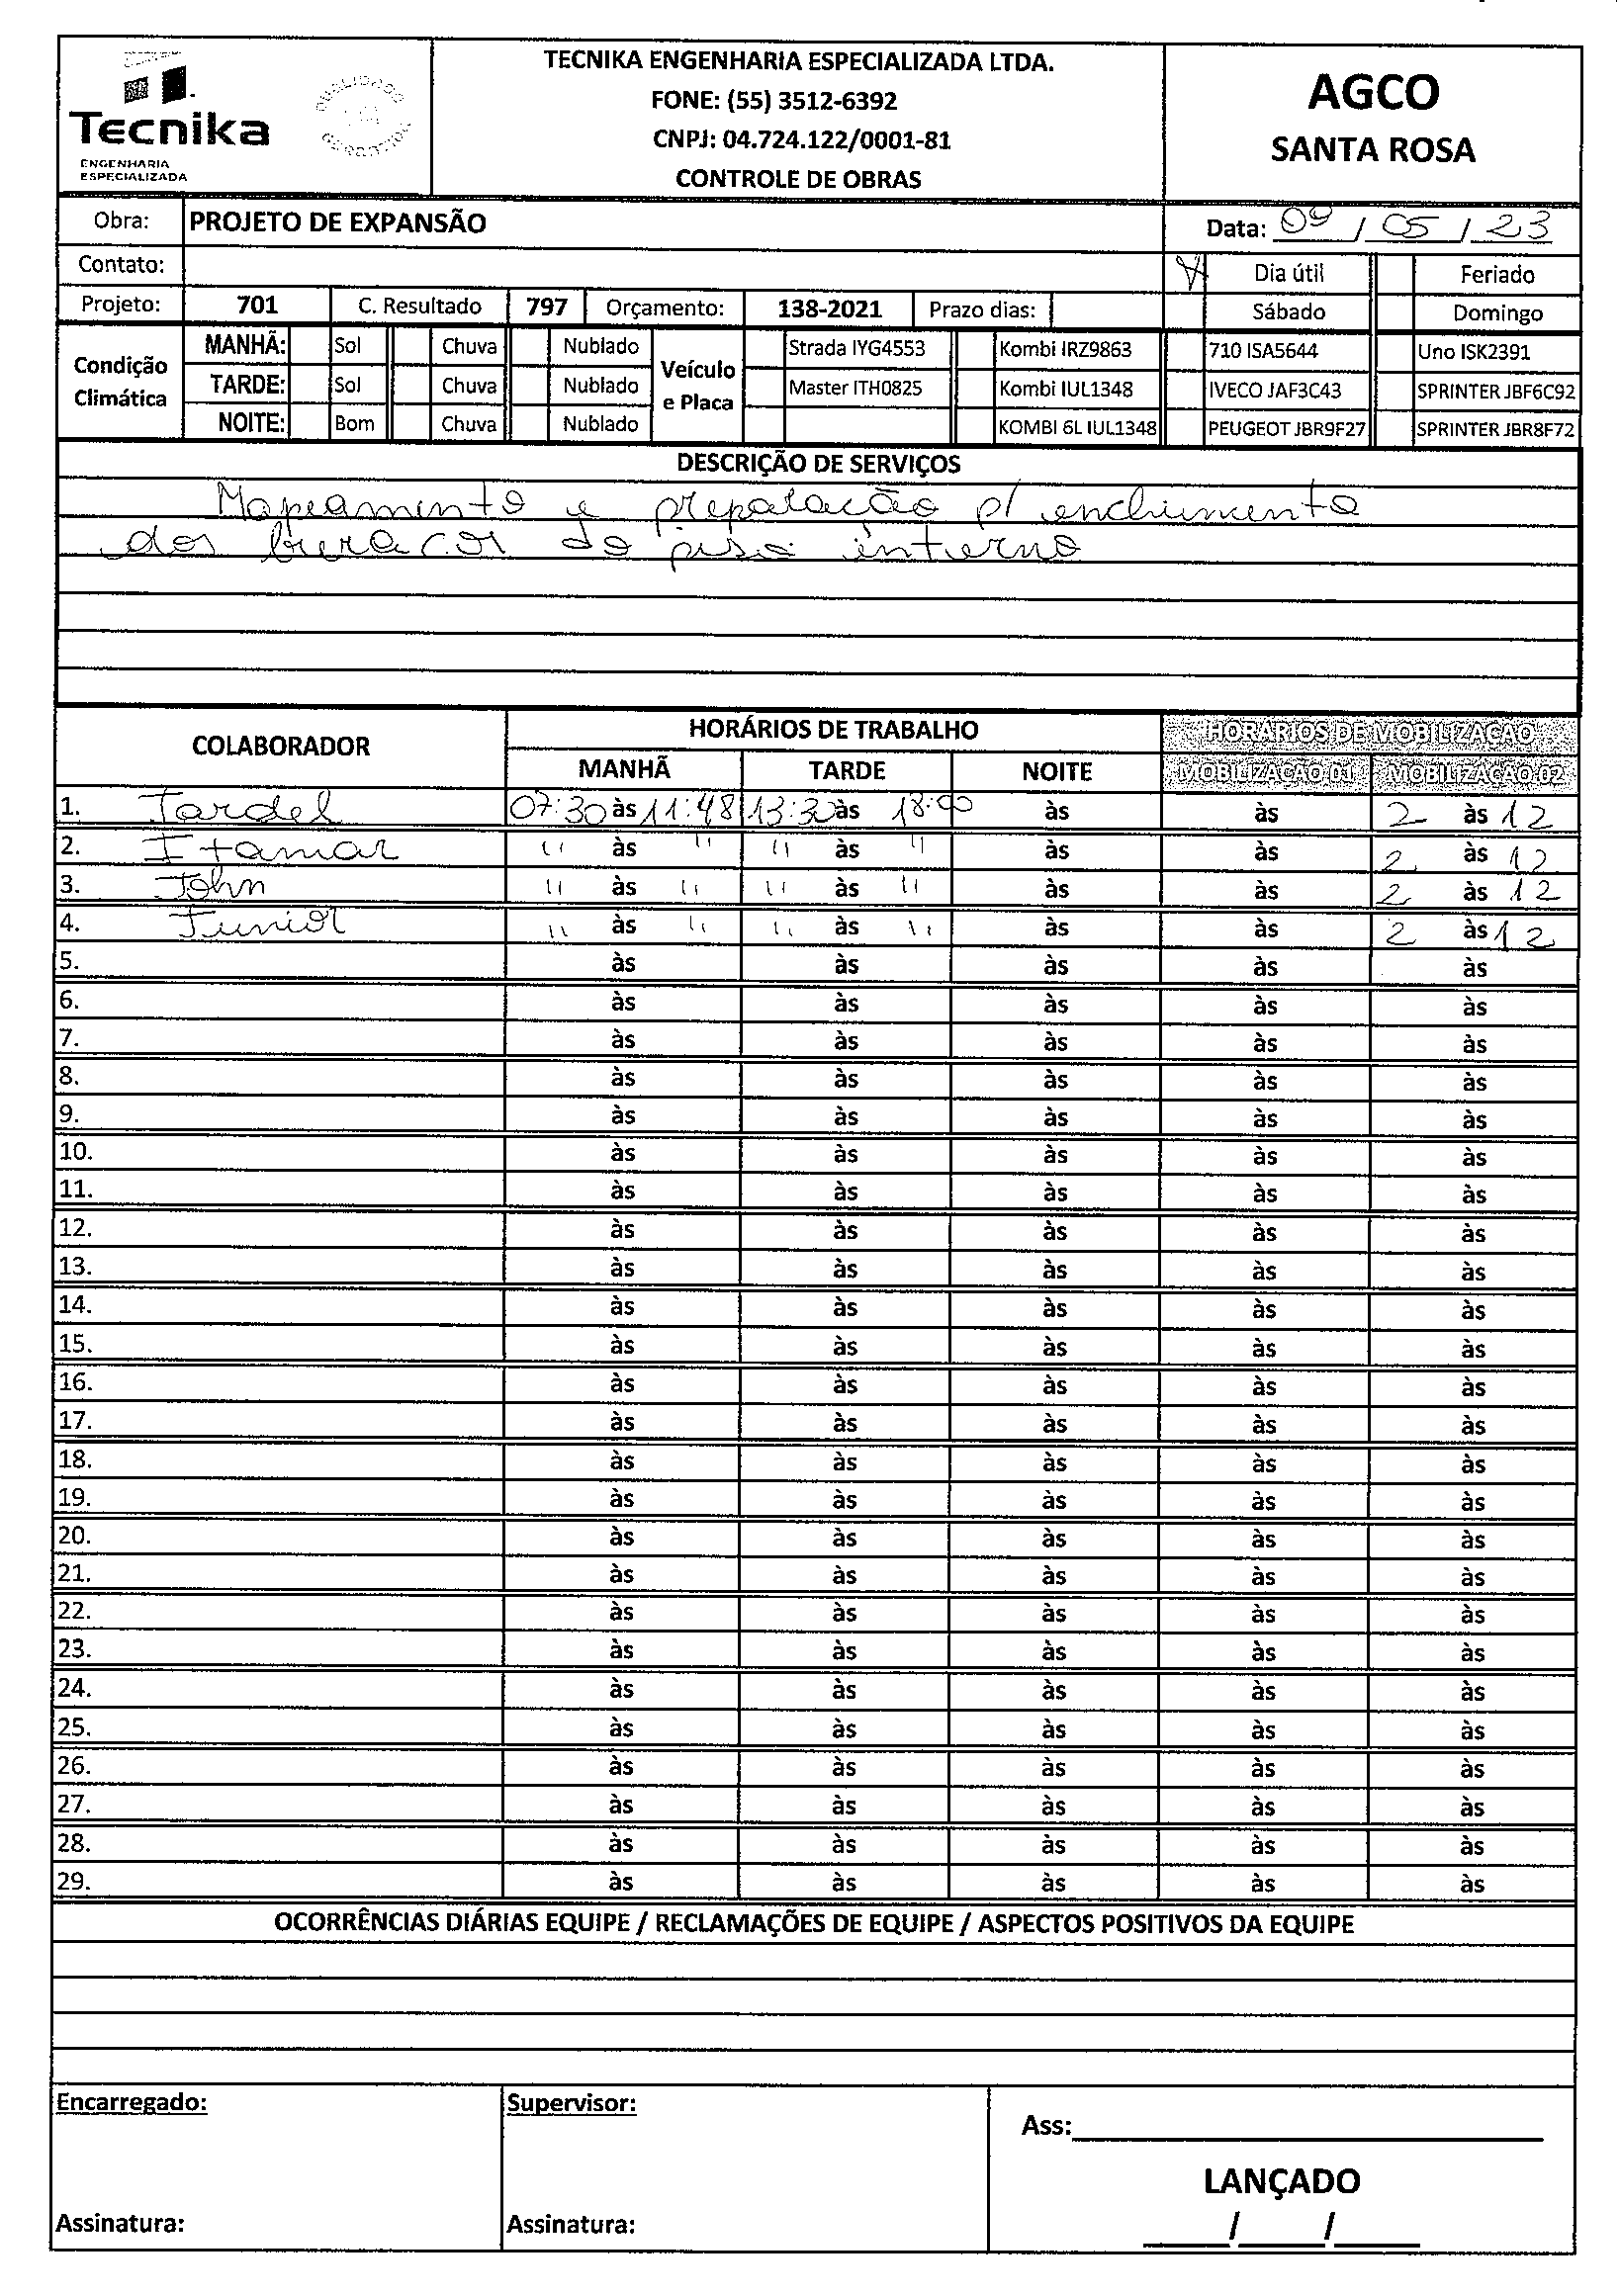 Tecnika
ENGENHARIA
ESPECIALIZADA
TECNIKA ENGENHARIA ESPECIALIZADA LTDA.
FONE: (55) 3512-6392
CNPJ: 04.724.122/0001-81
CONTROLE DE OBRAS
AGCO
SANTA ROSA
Obra: PROJETO DE EXPANSÃO Data: 09 / 05 / 23
Contato: Dia útil Feriado
Projeto: 701 C. Resultado 797 Orçamento: 138-2021 Prazo dias: Sábado Domingo
Condição Climática MANHÃ: Sol Chuva Nublado Veículo e Placa Strada IYG4553 Kombi IRZ9863 710 ISA5644 Uno ISK2391
TARDE: Sol Chuva Nublado Master ITH0825 Kombi IUL1348 IVECO JAF3C43 SPRINTER JBF6C92
NOITE: Bom Chuva Nublado KOMBI 6L IUL1348 PEUGEOT JBR9F27 SPRINTER JBR8F72
DESCRIÇÃO DE SERVIÇOS
Mapeamento e preparação p/ enchimento
dos buracos do piso interno
COLABORADOR HORÁRIOS DE TRABALHO HORÁRIOS DE MOBILIZAÇÃO
MANHÃ TARDE NOITE MOBILIZAÇÃO 01 MOBILIZAÇÃO 02
1. Tardel 07:30 às 11:48 13:30 às 18:00 às às 2 às 12
2. Itamar " às " " às " às às 2 às 12
3. John " às " " às " às às 2 às 12
4. Junior " às " " às " às às 2 às 12
5. às às às às às
6. às às às às às
7. às às às às às
8. às às às às às
9. às às às às às
10. às às às às às
11. às às às às às
12. às às às às às
13. às às às às às
14. às às às às às
15. às às às às às
16. às às às às às
17. às às às às às
18. às às às às às
19. às às às às às
20. às às às às às
21. às às às às às
22. às às às às às
23. às às às às às
24. às às às às às
25. às às às às às
26. às às às às às
27. às às às às às
28. às às às às às
29. às às às às às
OCORRÊNCIAS DIÁRIAS EQUIPE / RECLAMAÇÕES DE EQUIPE / ASPECTOS POSITIVOS DA EQUIPE
Encarregado: Supervisor:
Ass:
LANÇADO
Assinatura: Assinatura: / /